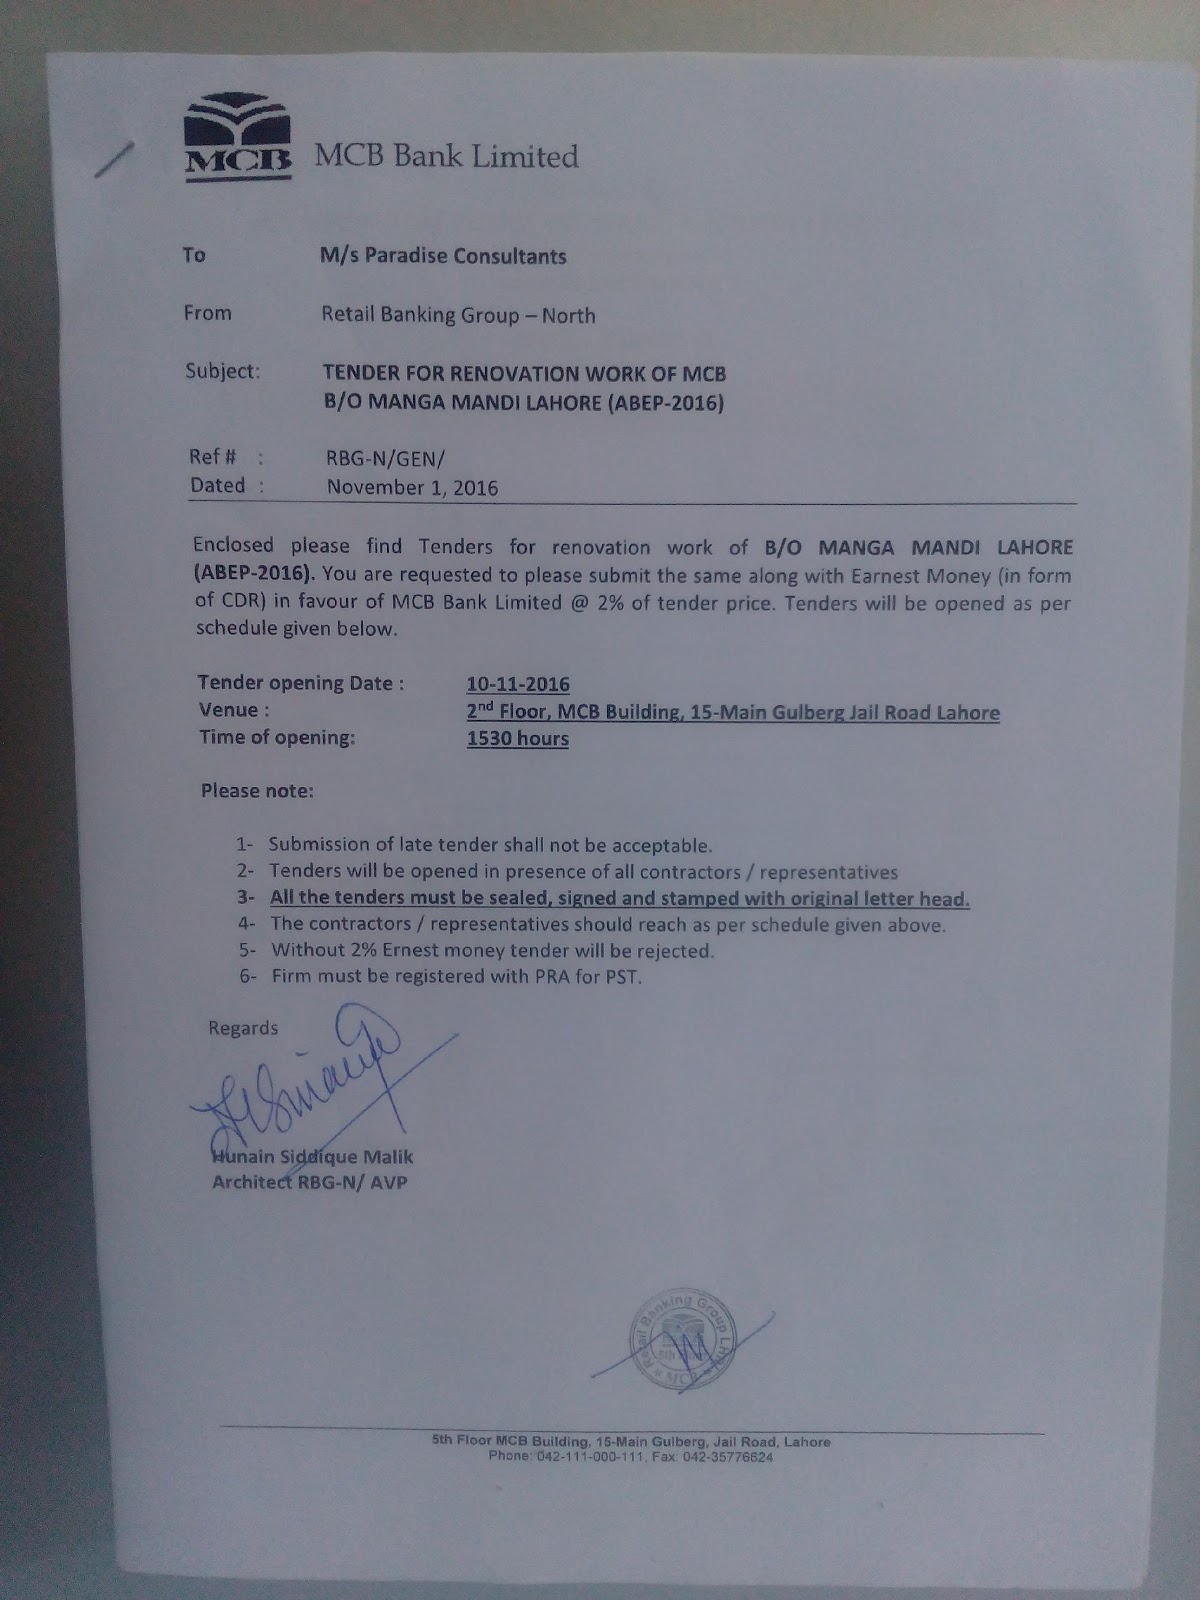 MCB MCB Bank Limited
To M/s Paradise Consultants
From Retail Banking Group – North
Subject: TENDER FOR RENOVATION WORK OF MCB
B/O MANGA MANDI LAHORE (ABEP-2016)
Ref # : RBG-N/GEN/
Dated : November 1, 2016
Enclosed please find Tenders for renovation work of B/O MANGA MANDI LAHORE
(ABEP-2016). You are requested to please submit the same along with Earnest Money (in form
of CDR) in favour of MCB Bank Limited @ 2% of tender price. Tenders will be opened as per
schedule given below.
Tender opening Date : 10-11-2016
Venue : 2nd Floor, MCB Building, 15-Main Gulberg Jail Road Lahore
Time of opening: 1530 hours
Please note:
1- Submission of late tender shall not be acceptable.
2- Tenders will be opened in presence of all contractors / representatives
3- All the tenders must be sealed, signed and stamped with original letter head.
4- The contractors / representatives should reach as per schedule given above.
5- Without 2% Ernest money tender will be rejected.
6- Firm must be registered with PRA for PST.
Regards
Hunain Siddique Malik
Architect RBG-N/ AVP
Retail Banking Group
MCB
5th Floor MCB Building, 15-Main Gulberg, Jail Road, Lahore
Phone: 042-111-000-111, Fax: 042-35776624